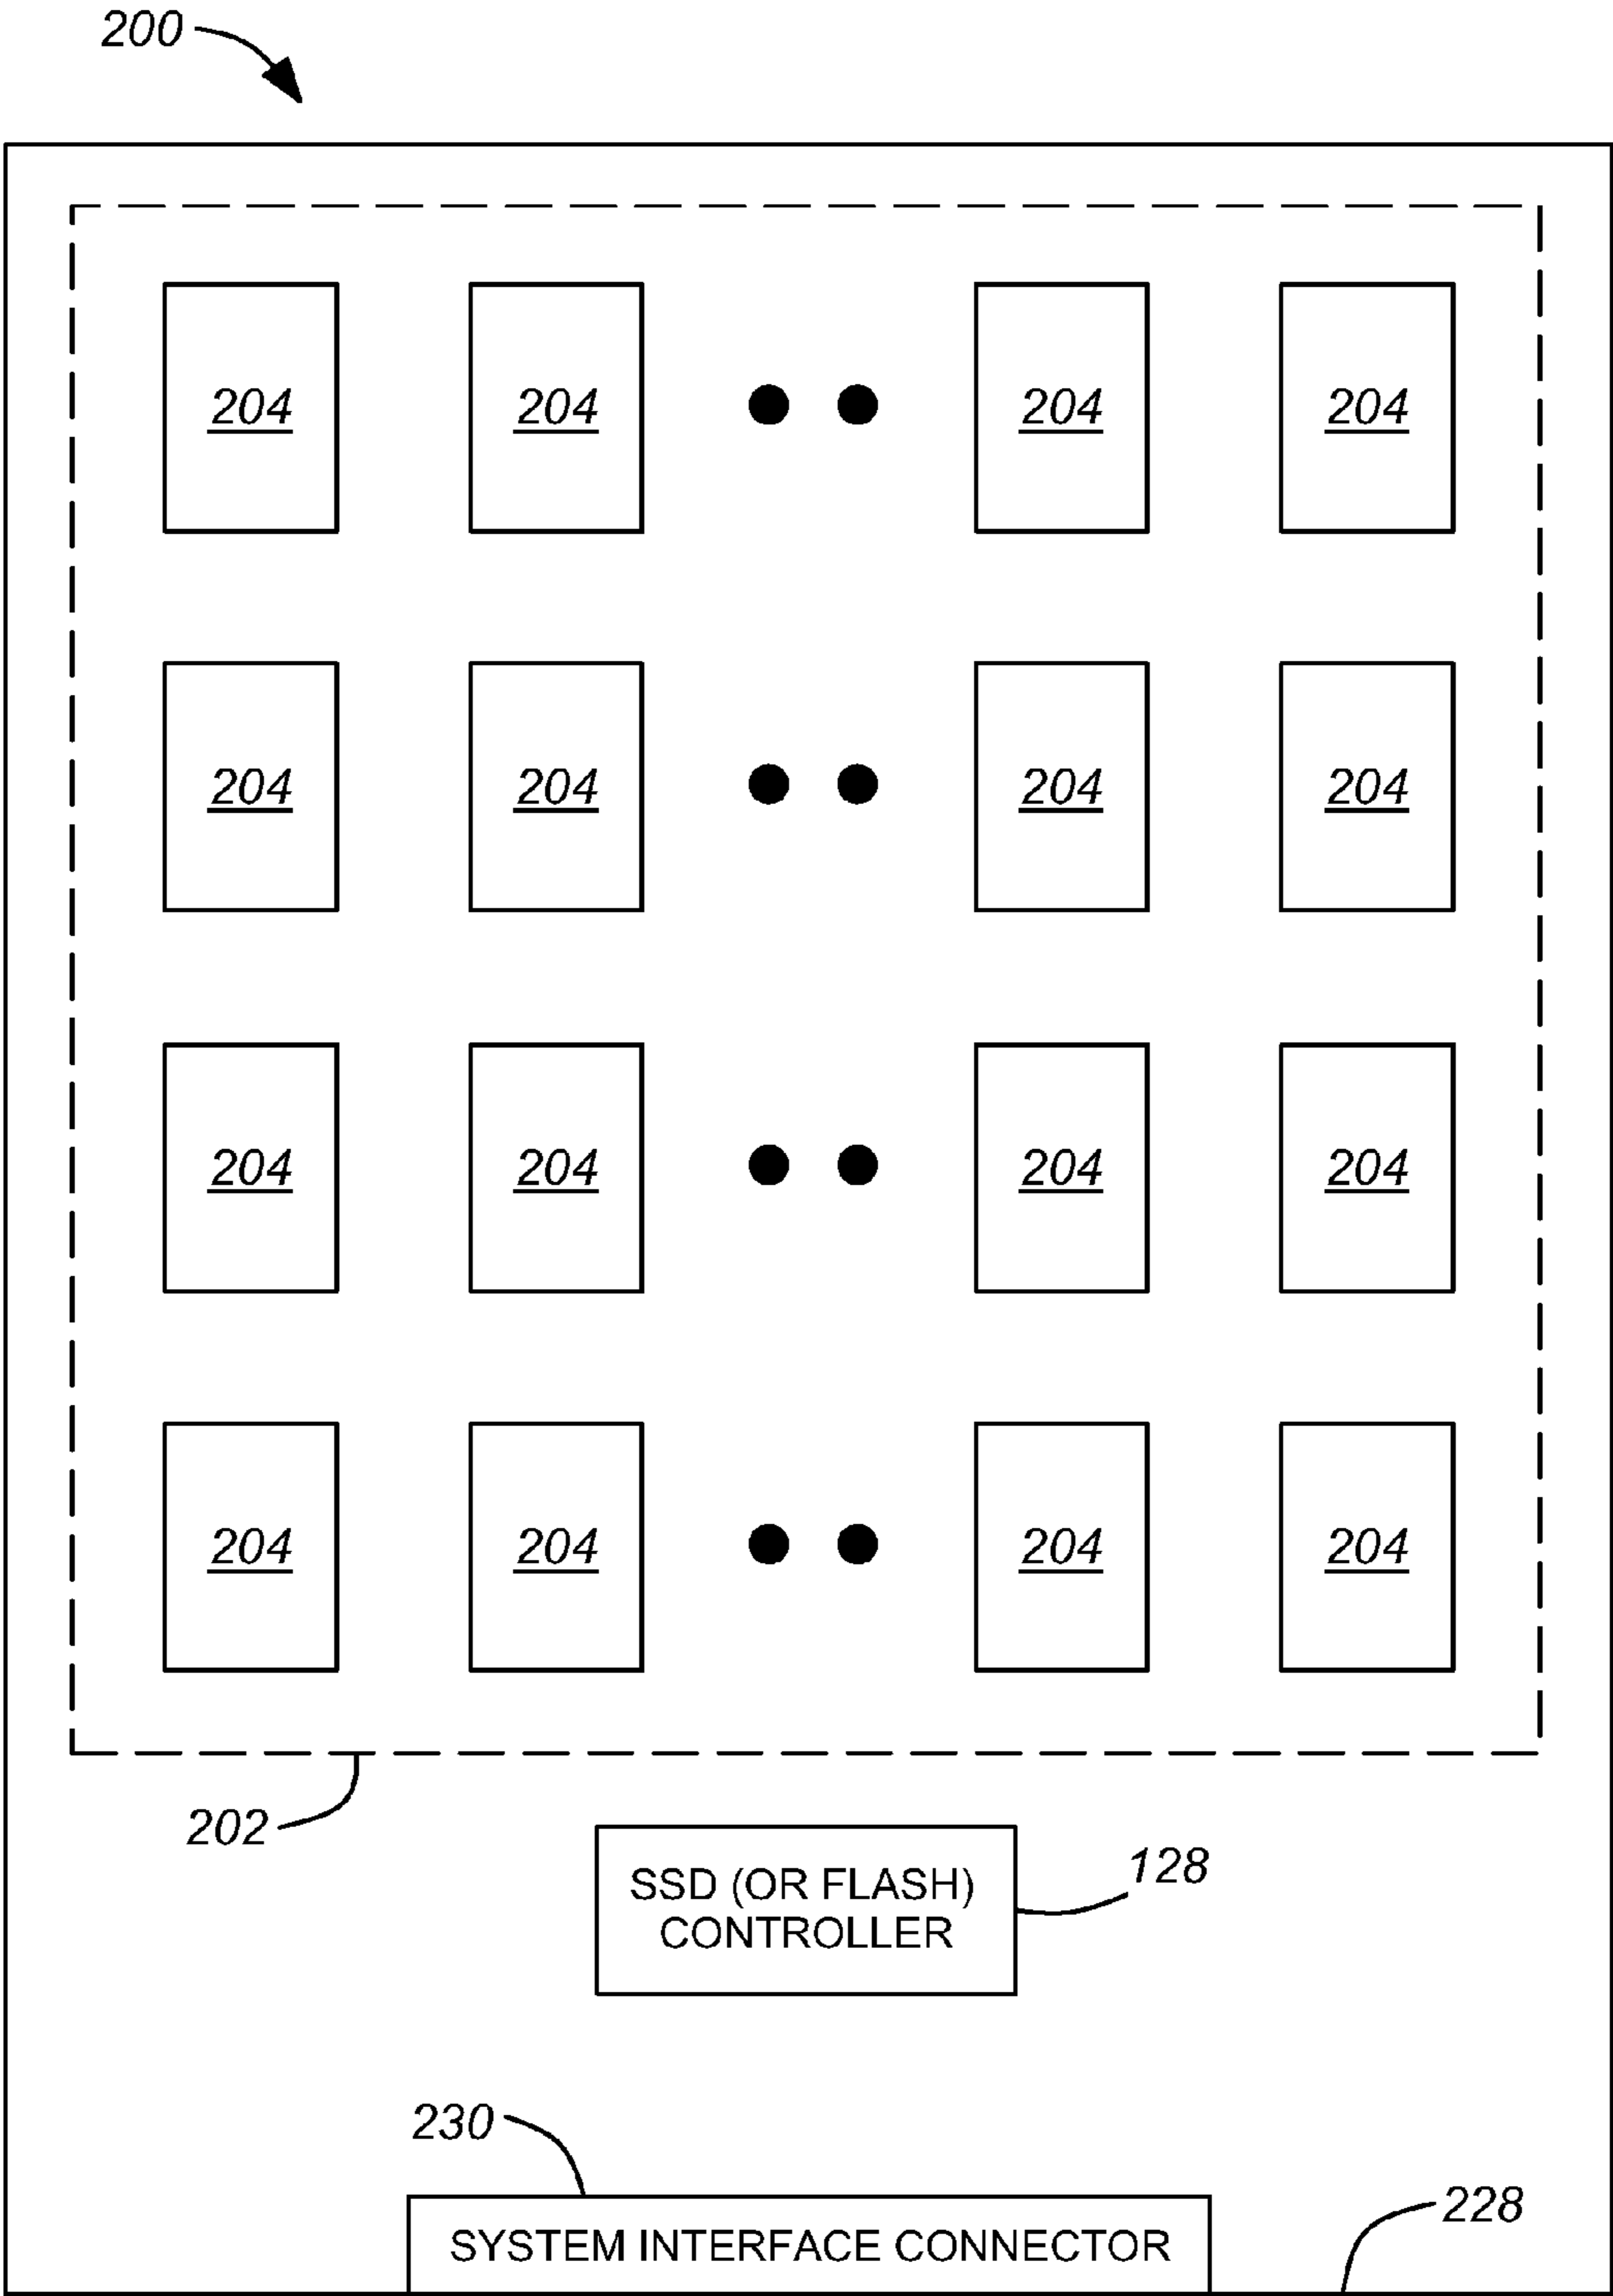 200
204 204 204 204
204 204 204 204
204 204 204 204
204 204 204 204
202
SSD (OR FLASH)
CONTROLLER
128
230
SYSTEM INTERFACE CONNECTOR
228